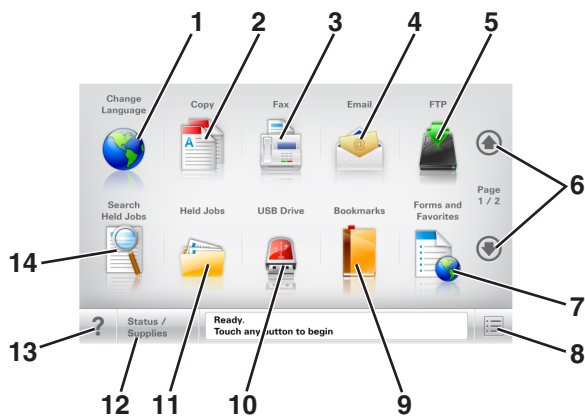 1 2 3 4 5
Change
Language
Copy
Fax
Email
FTP
A
@
6
Page
1 / 2
Search
Held Jobs
Held Jobs
USB Drive
Bookmarks
Forms and
Favorites
14
7
?
Status /
Supplies
Ready.
Touch any button to begin
13 12 11 10 9 8